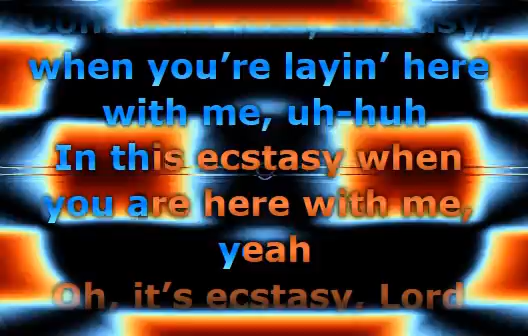 ecstasy,
when you're layin' here
with me, uh-huh
In this ecstasy when
you are here with me,
yeah
Oh, it's ecstasy, Lord